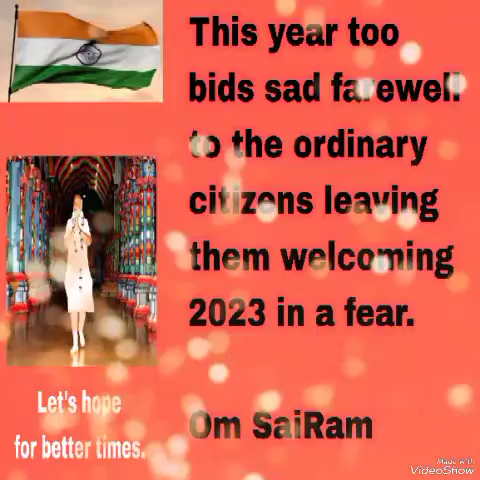 This year too
bids sad farewell
to the ordinary
citizens leaving
them welcoming
2023 in a fear.
Om SaiRam
Let's hope
for better times.
Made with
VideoShow